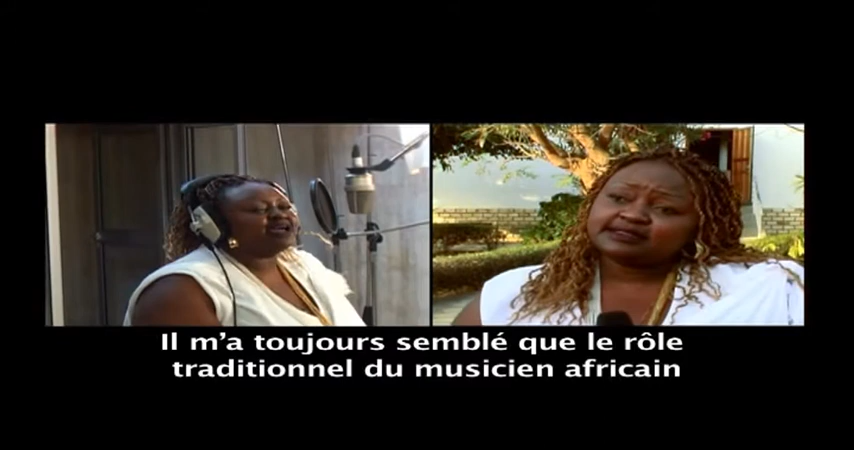 Il m'a toujours semblé que le rôle
traditionnel du musicien africain